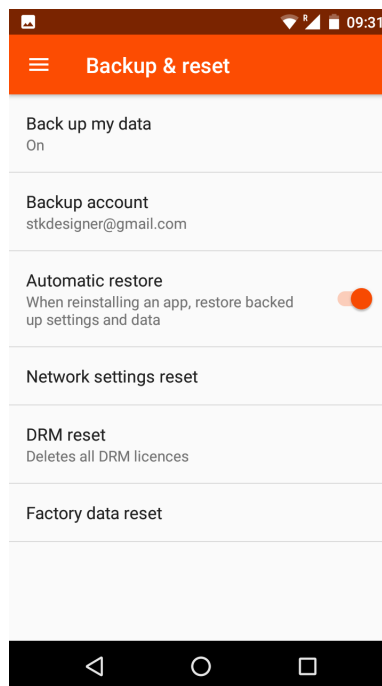 R 09:31
Backup & reset
Back up my data
On
Backup account
stkdesigner@gmail.com
Automatic restore
When reinstalling an app, restore backed
up settings and data
Network settings reset
DRM reset
Deletes all DRM licences
Factory data reset